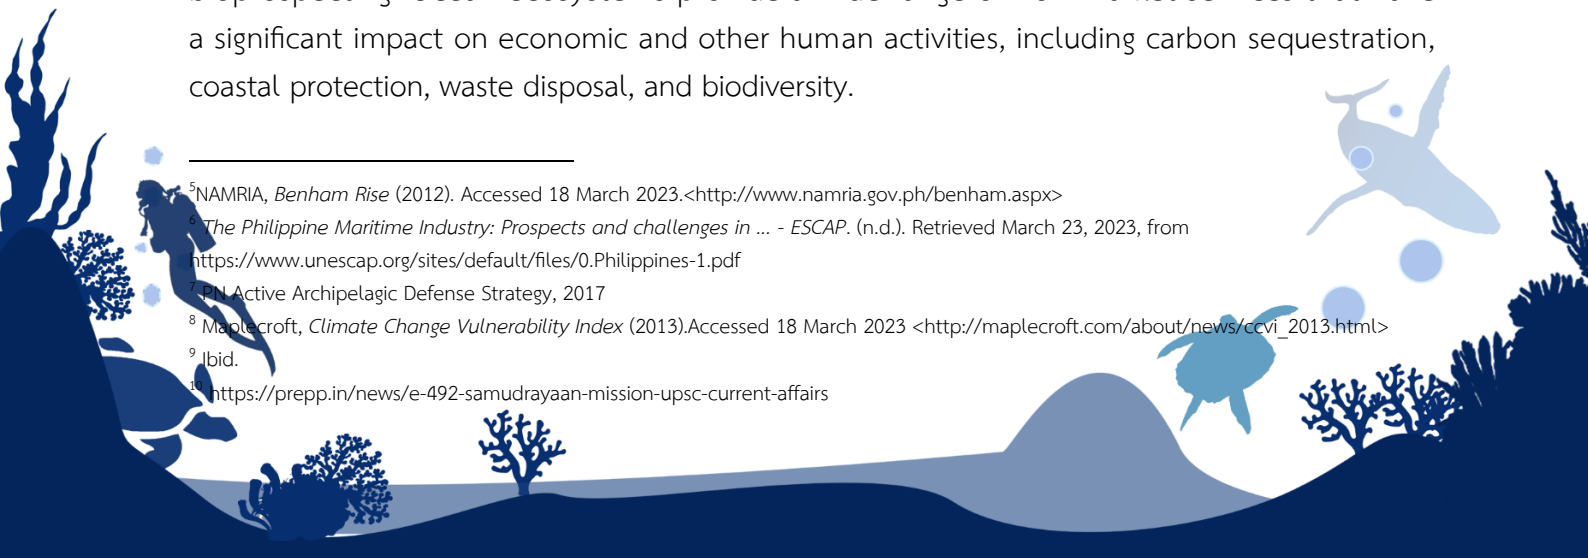 a significant impact on economic and other human activities, including carbon sequestration,
coastal protection, waste disposal, and biodiversity.
5NAMRIA, Benham Rise (2012). Accessed 18 March 2023.<http://www.namria.gov.ph/benham.aspx>
6 The Philippine Maritime Industry: Prospects and challenges in ... - ESCAP. (n.d.). Retrieved March 23, 2023, from
https://www.unescap.org/sites/default/files/0.Philippines-1.pdf
7 PN Active Archipelagic Defense Strategy, 2017
8 Maplecroft, Climate Change Vulnerability Index (2013).Accessed 18 March 2023 <http://maplecroft.com/about/news/ccvi_2013.html>
9 Ibid.
10 https://prepp.in/news/e-492-samudrayaan-mission-upsc-current-affairs